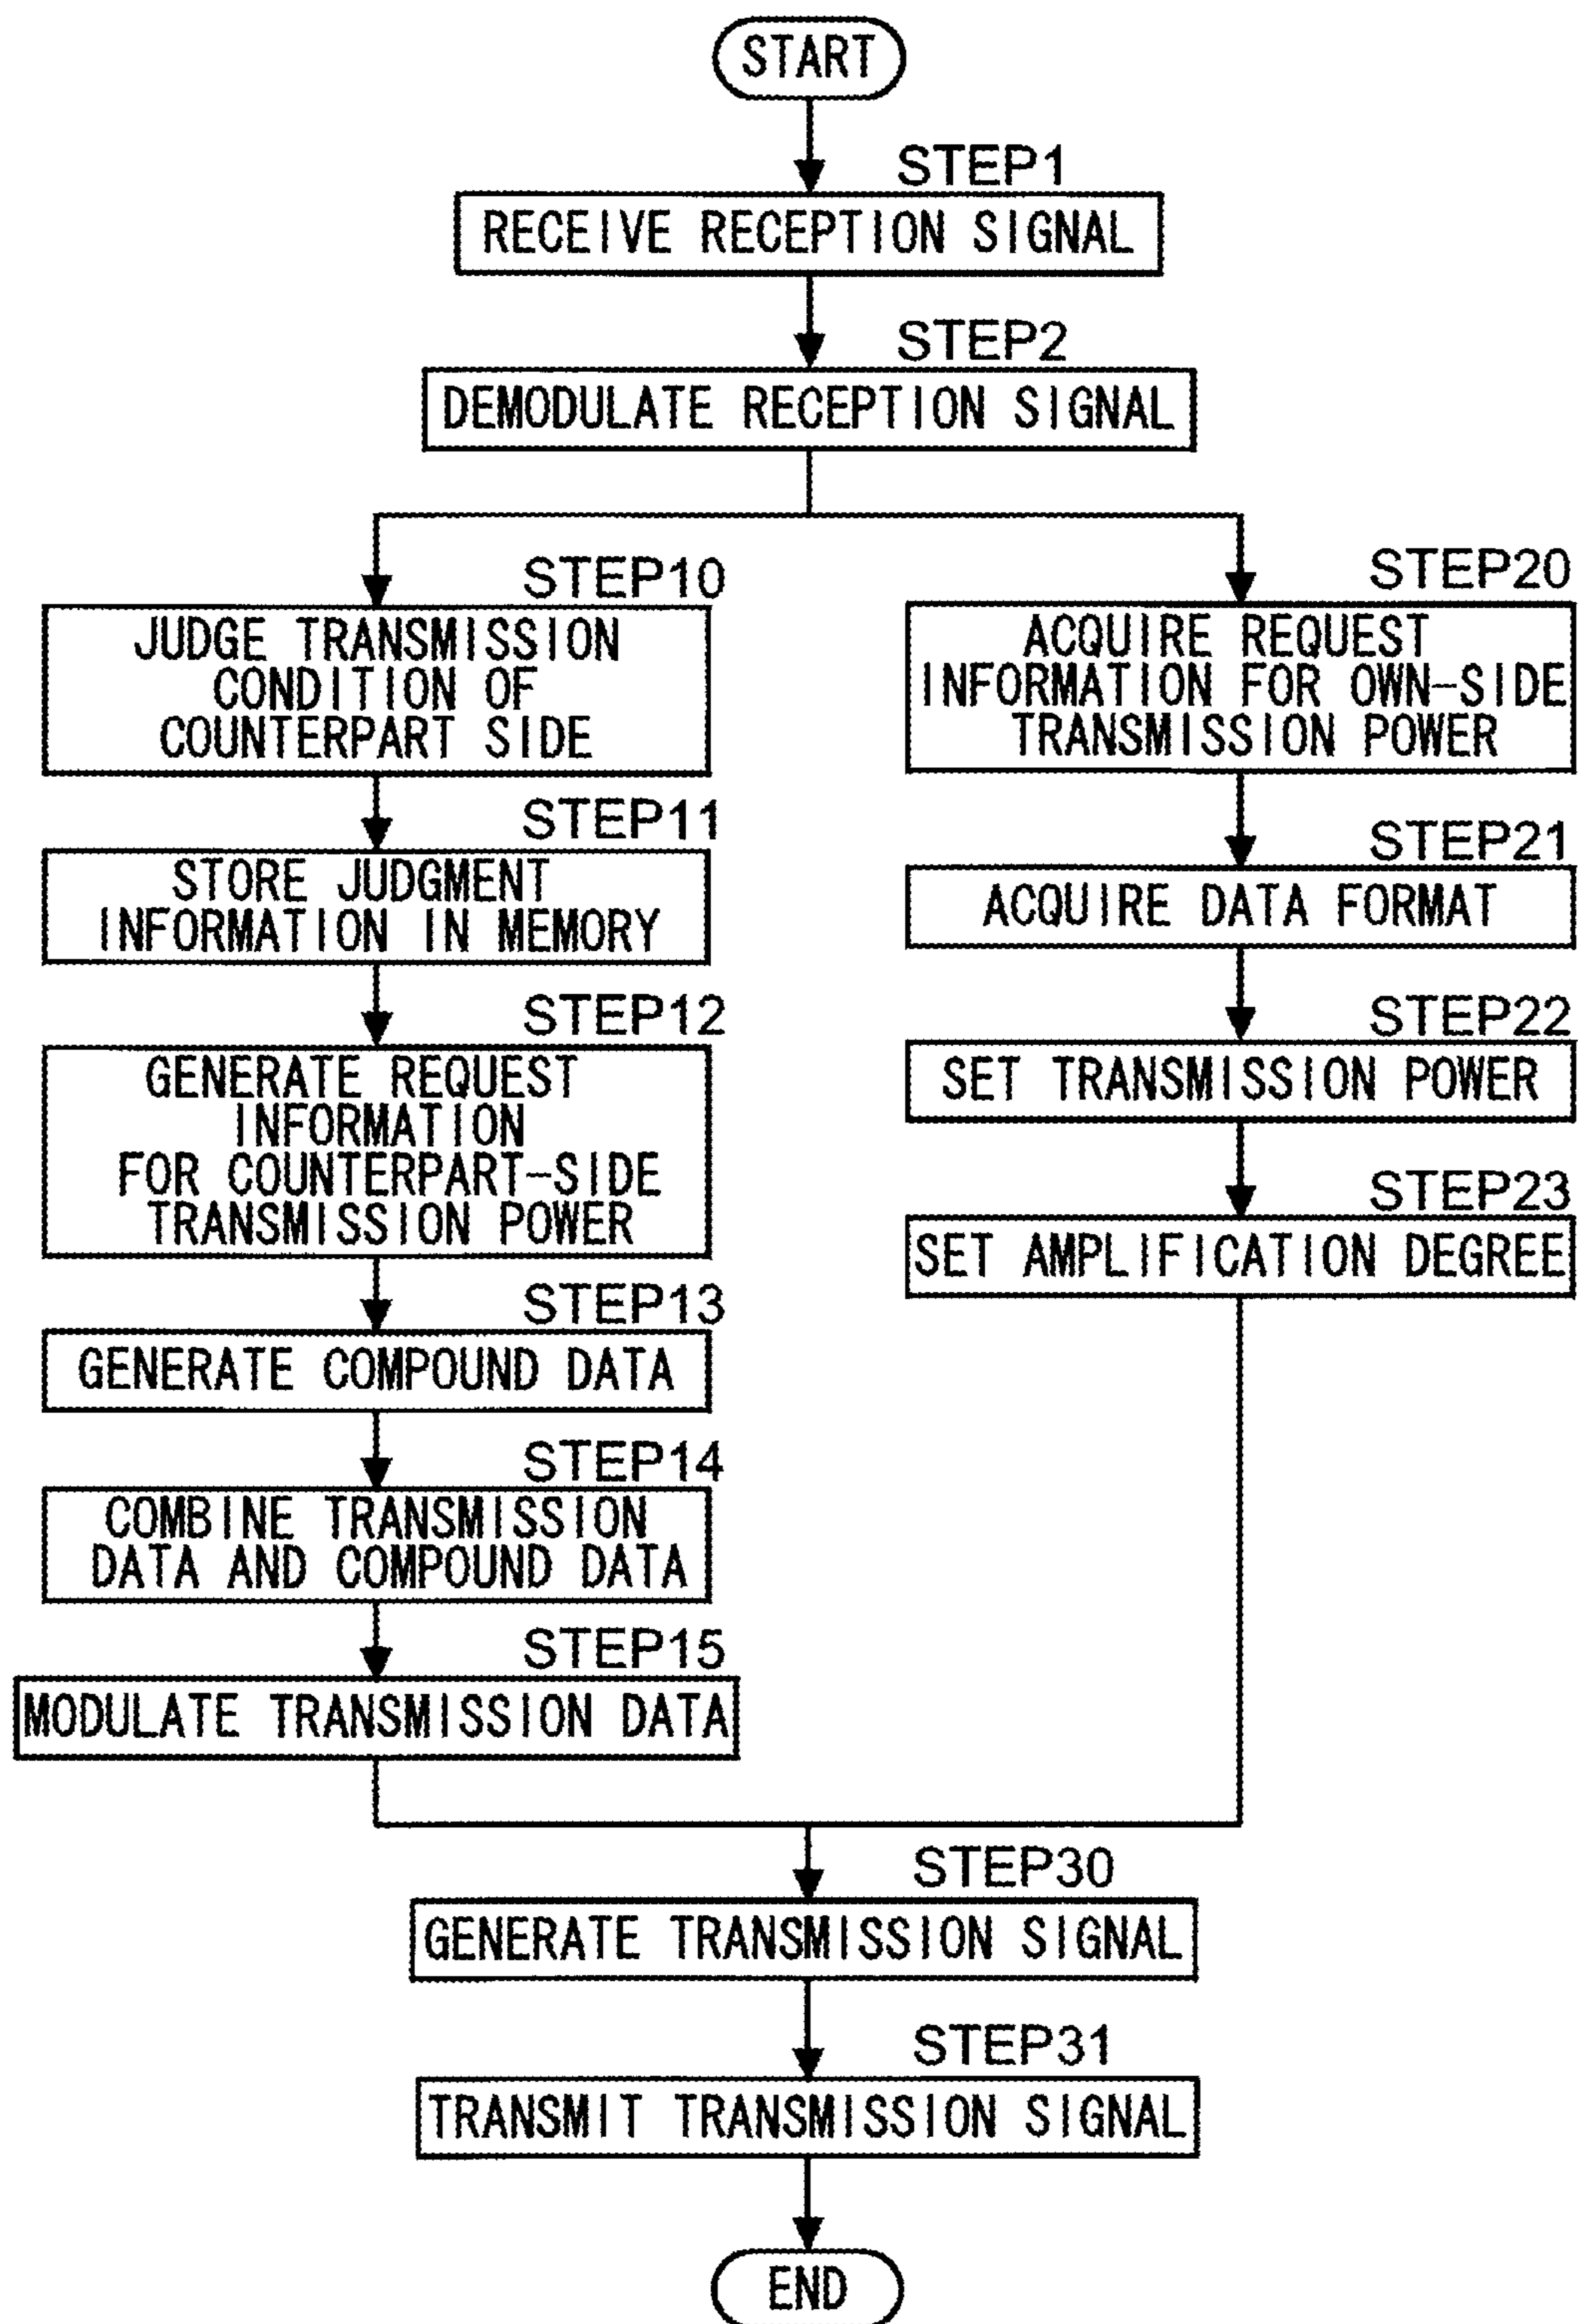 START
STEP1
RECEIVE RECEPTION SIGNAL
STEP2
DEMODULATE RECEPTION SIGNAL
STEP10
JUDGE TRANSMISSION
CONDITION OF
COUNTERPART SIDE
STEP11
STORE JUDGMENT
INFORMATION IN MEMORY
STEP12
GENERATE REQUEST
INFORMATION
FOR COUNTERPART-SIDE
TRANSMISSION POWER
STEP13
GENERATE COMPOUND DATA
STEP14
COMBINE TRANSMISSION
DATA AND COMPOUND DATA
STEP15
MODULATE TRANSMISSION DATA
STEP20
ACQUIRE REQUEST
INFORMATION FOR OWN-SIDE
TRANSMISSION POWER
STEP21
ACQUIRE DATA FORMAT
STEP22
SET TRANSMISSION POWER
STEP23
SET AMPLIFICATION DEGREE
STEP30
GENERATE TRANSMISSION SIGNAL
STEP31
TRANSMIT TRANSMISSION SIGNAL
END